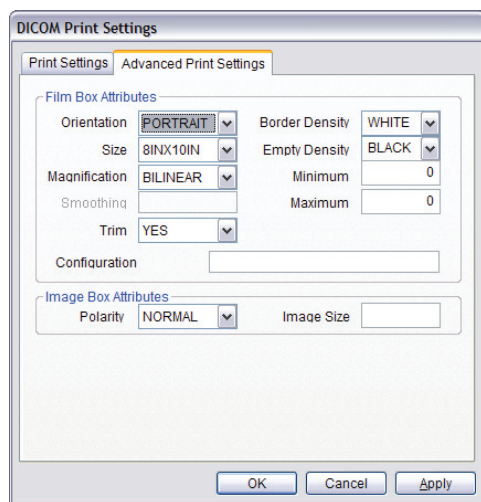 DICOM Print Settings
Print Settings Advanced Print Settings
Film Box Attributes
Orientation PORTRAIT Border Density WHITE
Size 8INX10IN Empty Density BLACK
Magnification BILINEAR Minimum 0
Smoothing Maximum 0
Trim YES
Configuration
Image Box Attributes
Polarity NORMAL Image Size
OK Cancel Apply